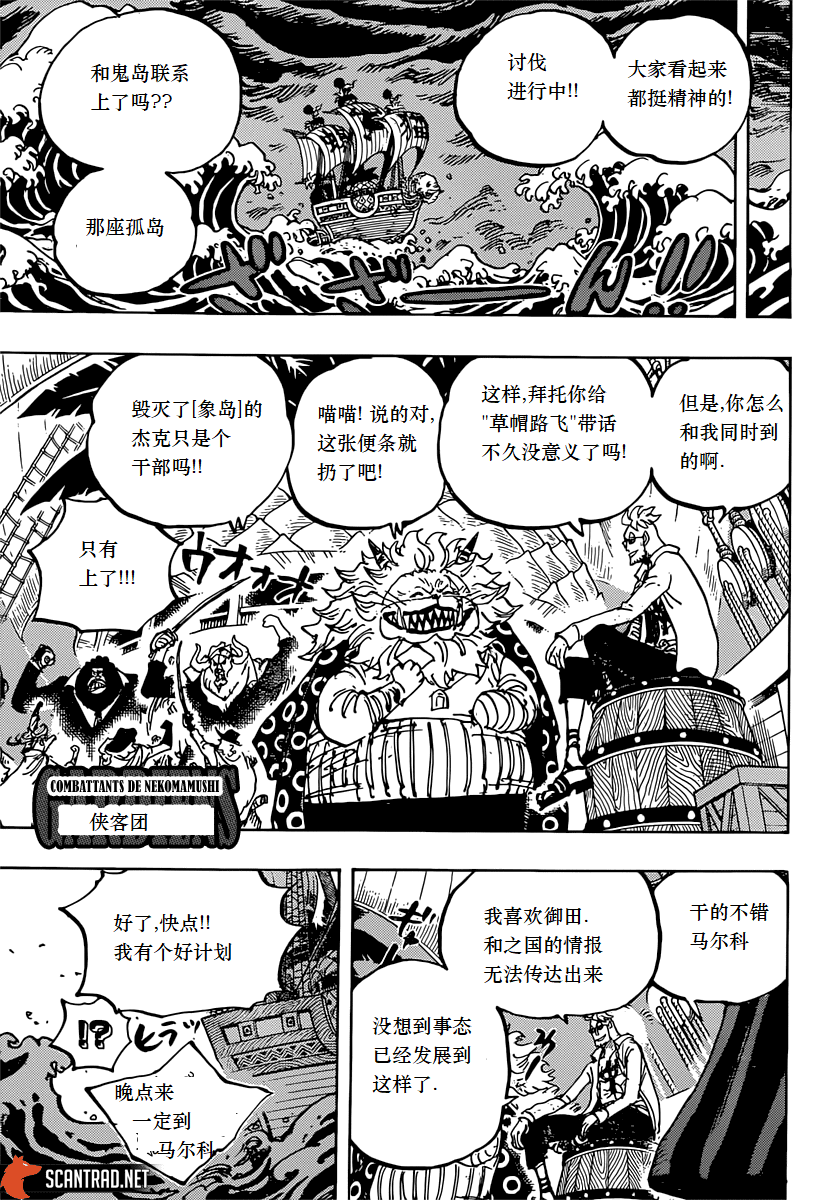 大家看起来
都挺精神的!
讨伐
进行中!!
和鬼岛联系
上了吗??
那座孤岛
ザザーーん
但是,你怎么
和我同时到
的啊.
这样,拜托你给
"草帽路飞"带话
不久没意义了吗!
喵喵! 说的对,
这张便条就
扔了吧!
毁灭了[象岛]的
杰克只是个
干部吗!!
只有
上了!!!
ウオオオ
COMBATTANTS DE NEKOMAMUSHI
侠客团
干的不错
马尔科
我喜欢御田.
和之国的情报
无法传达出来
没想到事态
已经发展到
这样了.
好了,快点!!
我有个好计划
!?
ヒラッ
晚点来
一定到
马尔科
SCANTRAD.NET